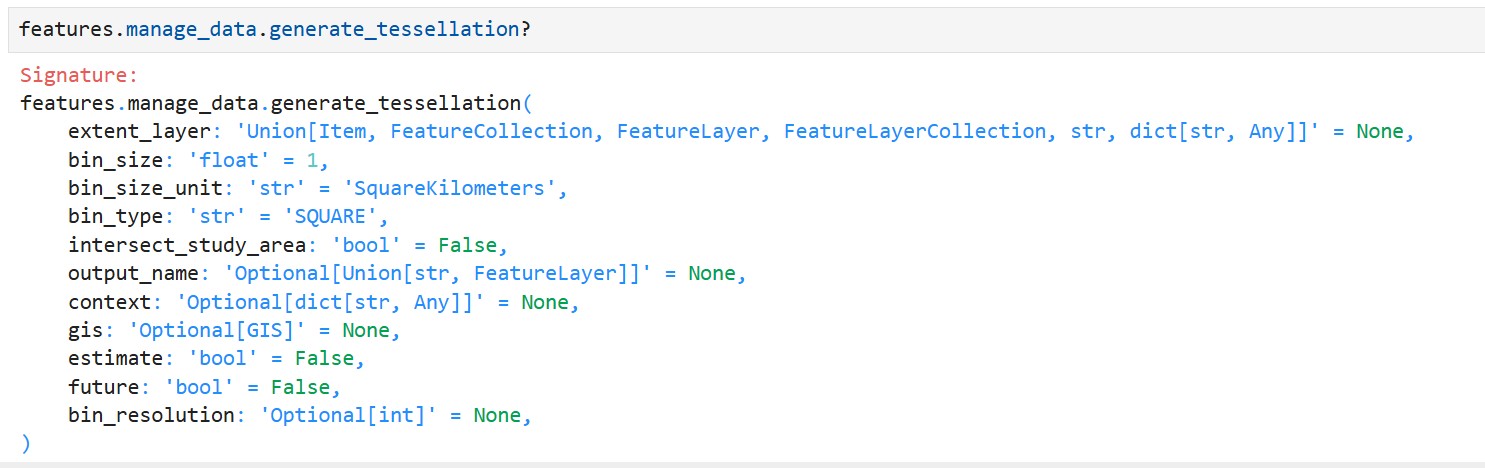 features.manage_data.generate_tessellation?
Signature:
features.manage_data.generate_tessellation(
    extent_layer: 'Union[Item, FeatureCollection, FeatureLayer, FeatureLayerCollection, str, dict[str, Any]]' = None,
    bin_size: 'float' = 1,
    bin_size_unit: 'str' = 'SquareKilometers',
    bin_type: 'str' = 'SQUARE',
    intersect_study_area: 'bool' = False,
    output_name: 'Optional[Union[str, FeatureLayer]]' = None,
    context: 'Optional[dict[str, Any]]' = None,
    gis: 'Optional[GIS]' = None,
    estimate: 'bool' = False,
    future: 'bool' = False,
    bin_resolution: 'Optional[int]' = None,
)